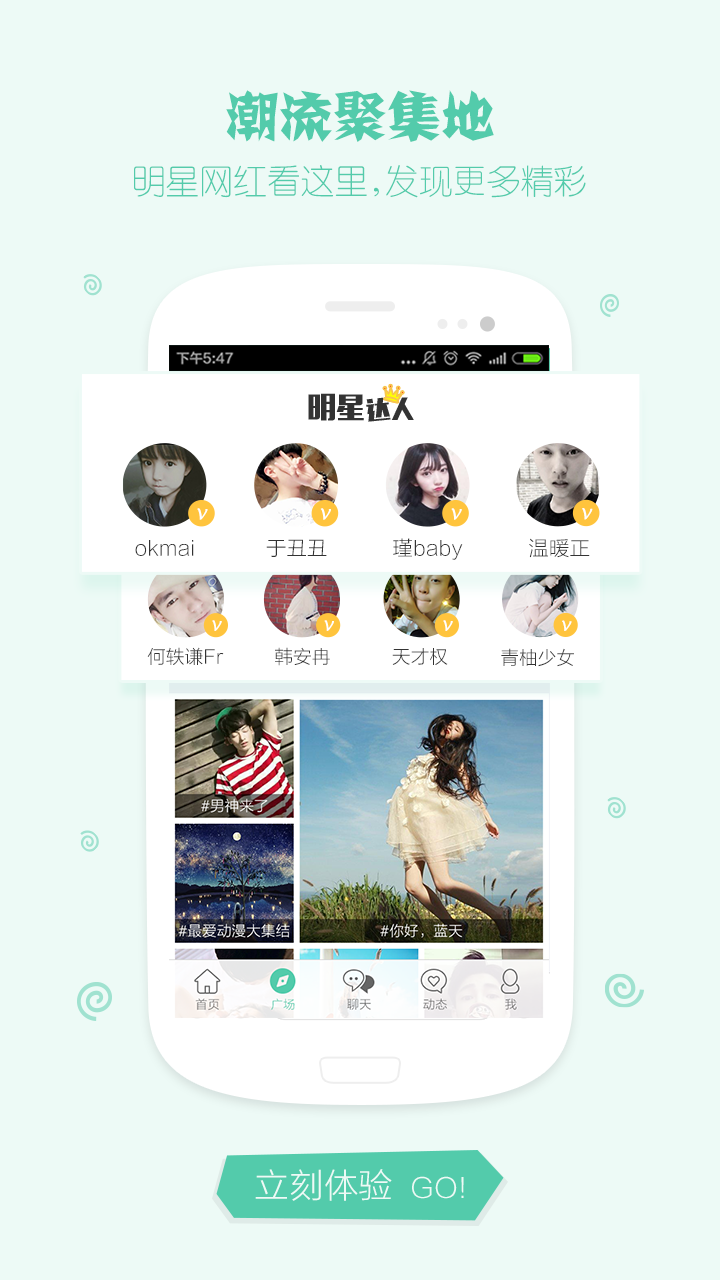 潮流聚集地
明星网红看这里,发现更多精彩
下午5:47
明星达人
okmai 于丑丑 瑾baby 温暖正
何轶谦Fr 韩安冉 天才权 青柚少女
#男神来了
#最爱动漫大集结 #你好，蓝天
首页 广场 聊天 动态 我
立刻体验 GO!